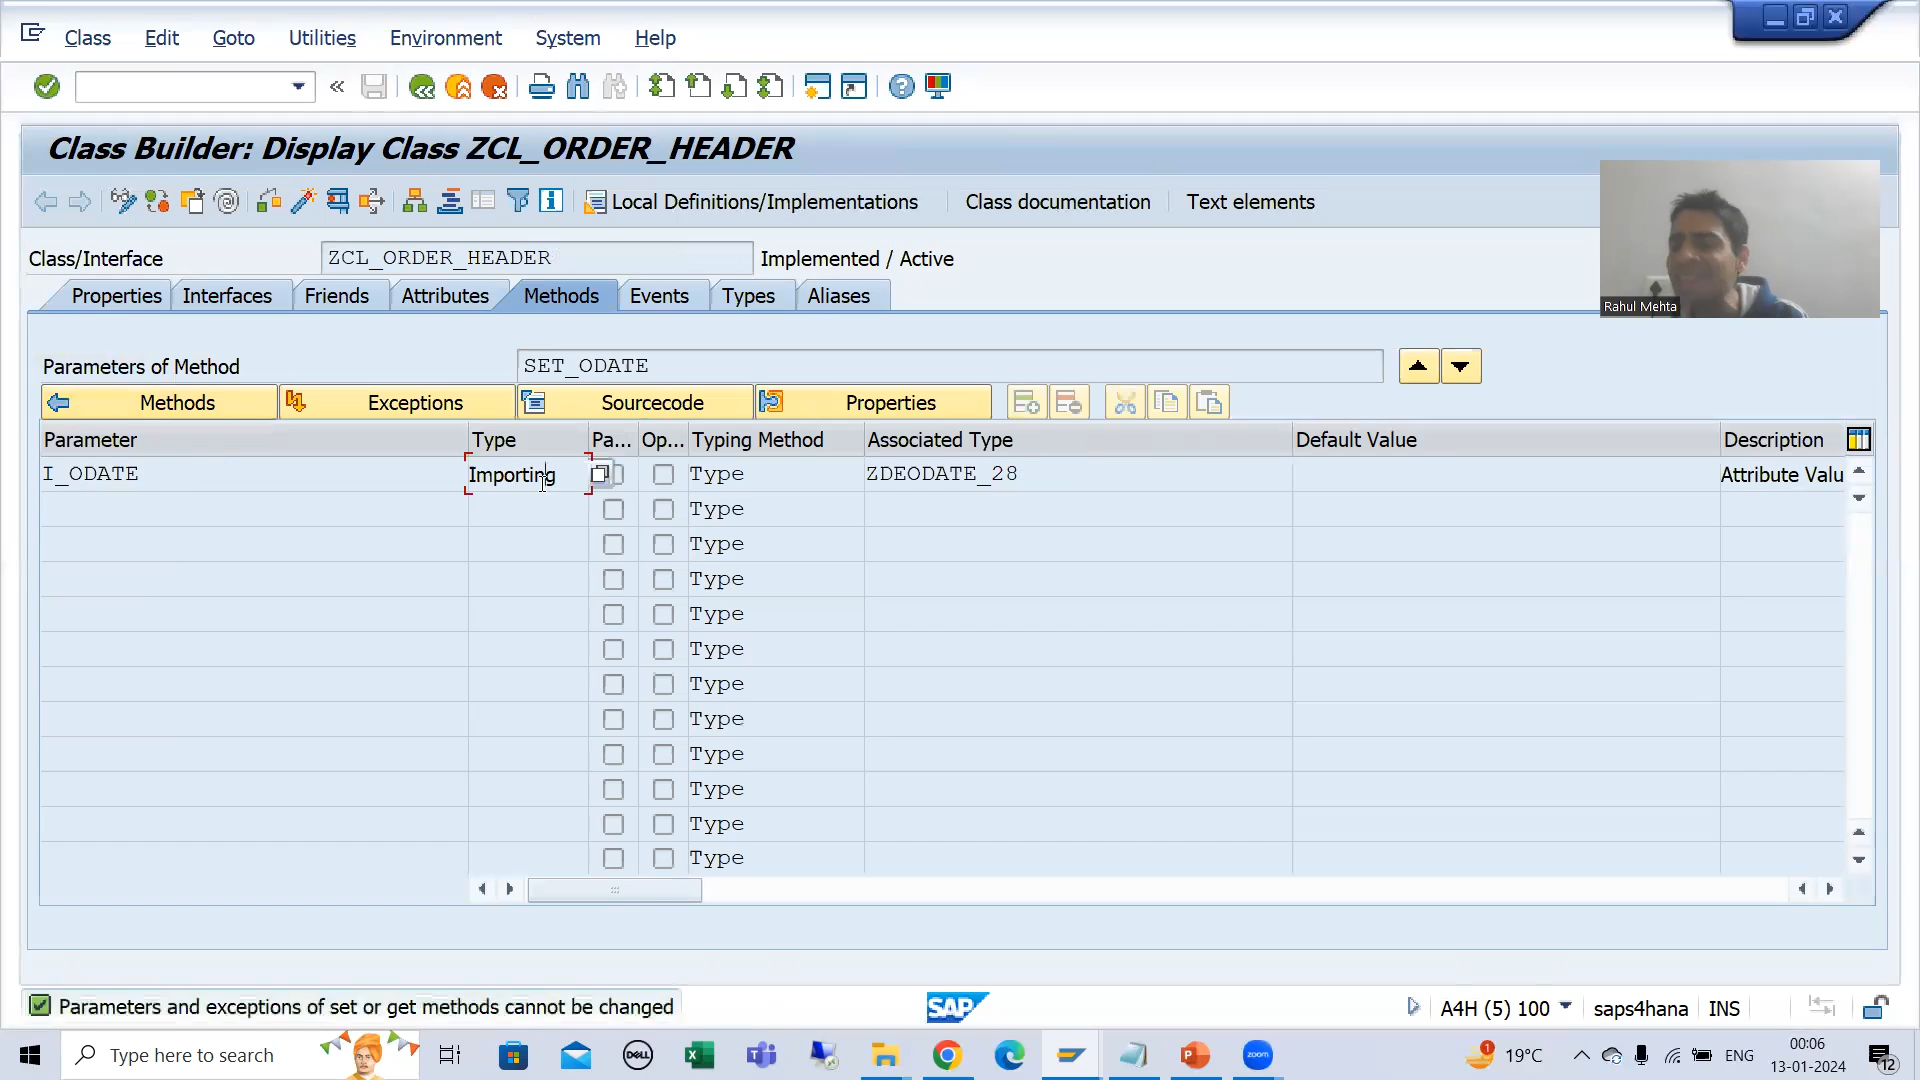 Class Edit Goto Utilities Environment System Help
Class Builder: Display Class ZCL_ORDER_HEADER
Local Definitions/Implementations Class documentation Text elements
Class/Interface ZCL_ORDER_HEADER Implemented / Active
Properties Interfaces Friends Attributes Methods Events Types Aliases
Rahul Mehta
Parameters of Method SET_ODATE
Methods Exceptions Sourcecode Properties
Parameter Type Pa... Op... Typing Method Associated Type Default Value Description
I_ODATE Importing Type ZDEODATE_28 Attribute Valu
Type
Type
Type
Type
Type
Type
Type
Type
Type
Type
Type
Parameters and exceptions of set or get methods cannot be changed SAP A4H (5) 100 saps4hana INS
Type here to search DELL zoom 1 19°C ENG 00:06
13-01-2024 12